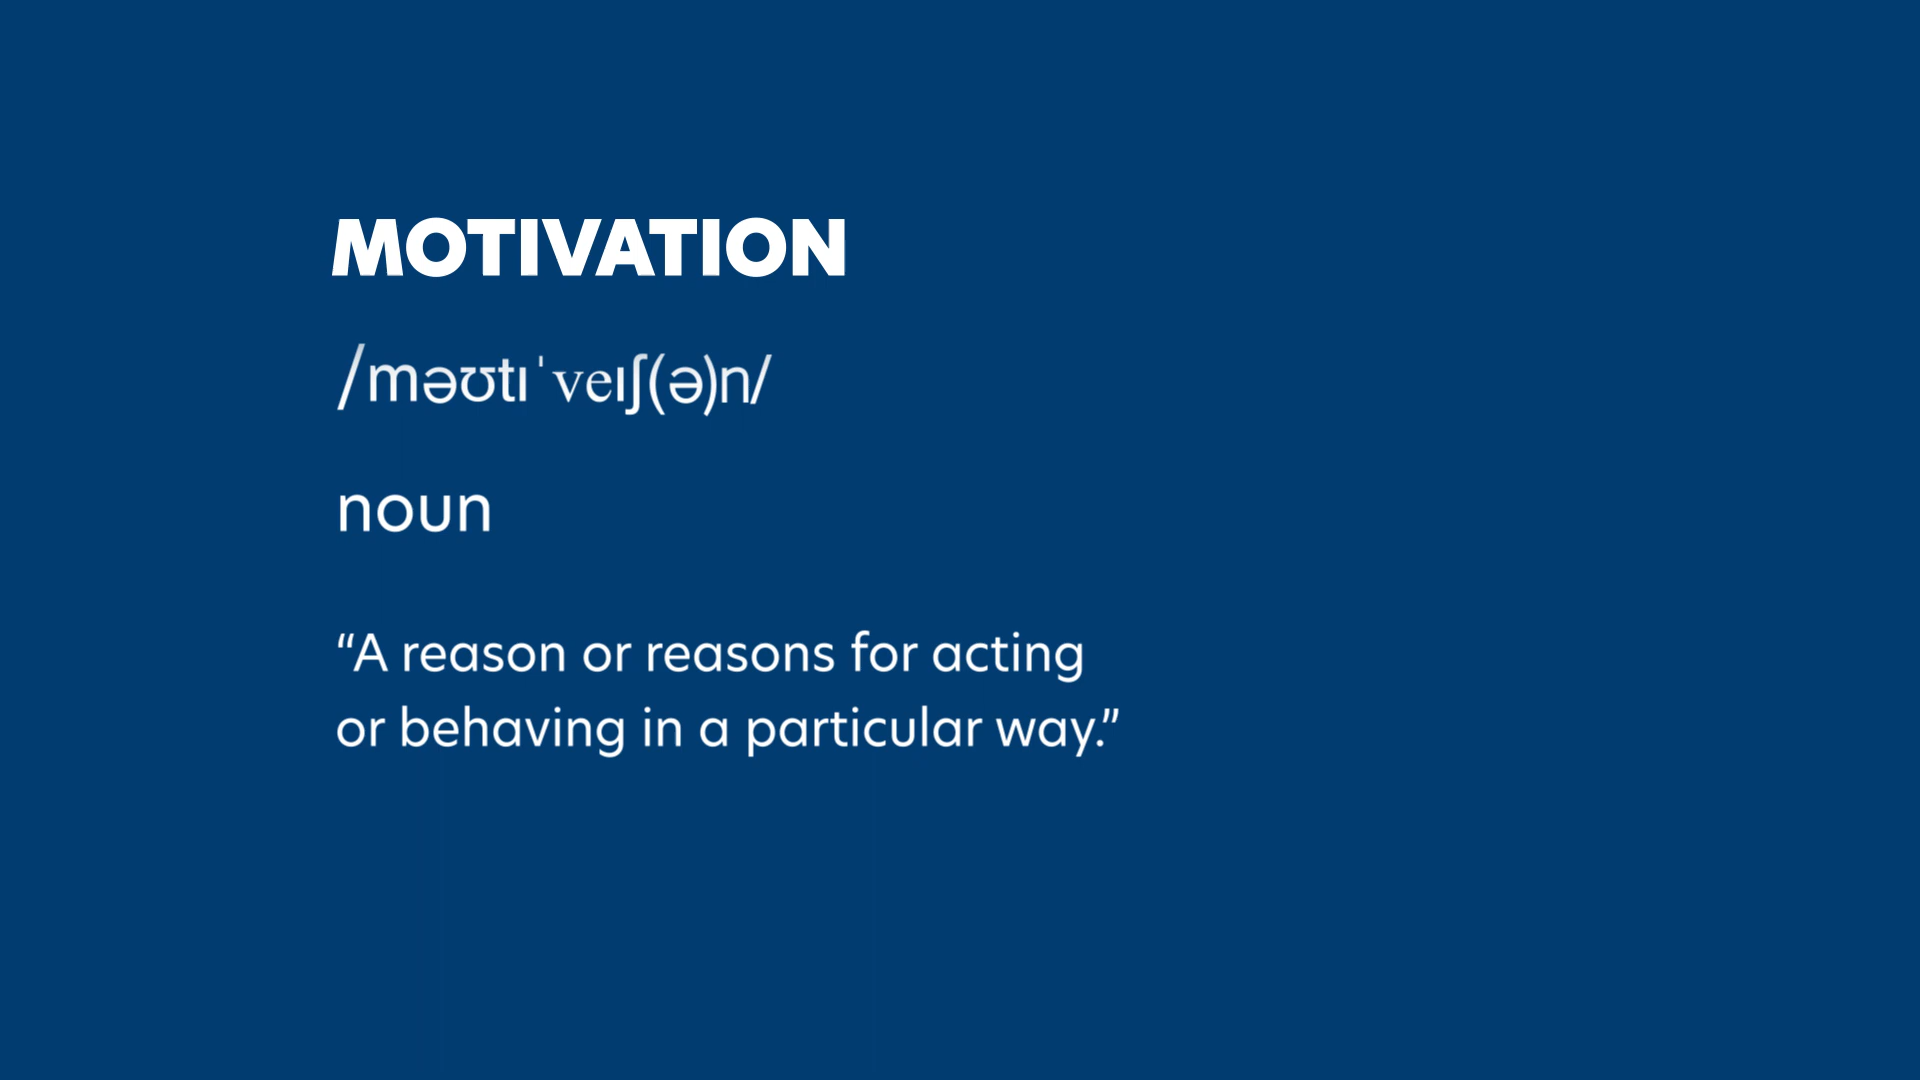 MOTIVATION
/məʊtɪˈveɪʃ(ə)n/
noun
“A reason or reasons for acting
or behaving in a particular way.”